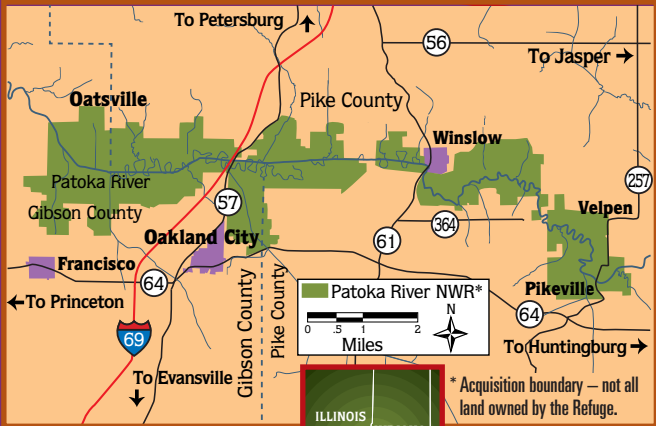 To Petersburg
56
To Jasper
Oatsville
Pike County
Winslow
257
Patoka River
Gibson County
57
Velpen
364
Oakland City
61
Francisco
64
To Princeton
Gibson County
Pike County
Patoka River NWR*
0 .5 1 2
Miles
N
Pikeville
64
69
To Huntingburg
To Evansville
* Acquisition boundary – not all
land owned by the Refuge.
ILLINOIS